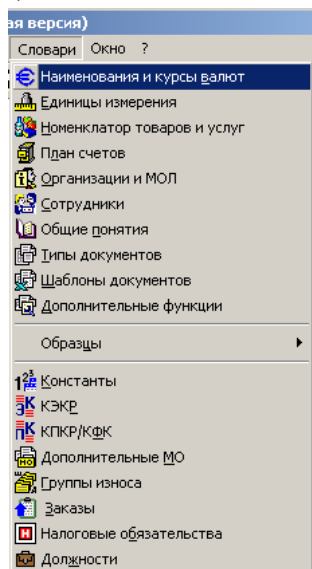 ая версия)
Словари Окно ?
Наименования и курсы валют
Единицы измерения
Номенклатор товаров и услуг
План счетов
Организации и МОЛ
Сотрудники
Общие понятия
Типы документов
Шаблоны документов
Дополнительные функции
Образцы
Константы
КЭКР
КПКР/КФК
Дополнительные МО
Группы износа
Заказы
Налоговые обязательства
Должности